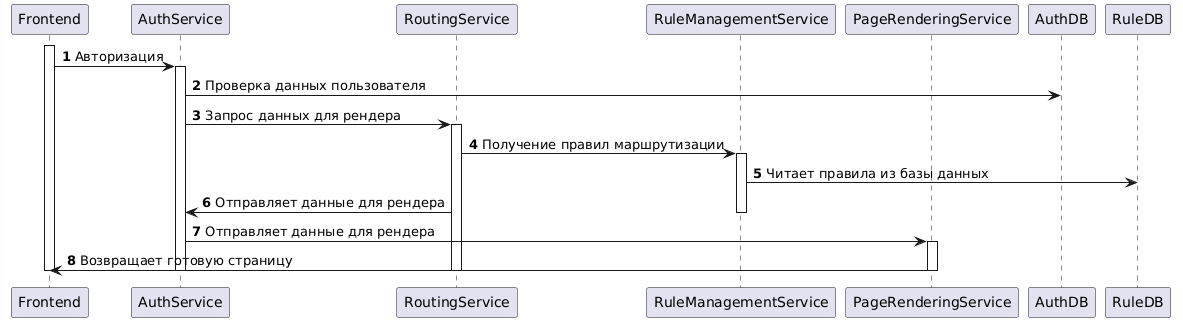 Frontend AuthService RoutingService RuleManagementService PageRenderingService AuthDB RuleDB
1 Авторизация
2 Проверка данных пользователя
3 Запрос данных для рендера
4 Получение правил маршрутизации
5 Читает правила из базы данных
6 Отправляет данные для рендера
7 Отправляет данные для рендера
8 Возвращает готовую страницу
Frontend AuthService RoutingService RuleManagementService PageRenderingService AuthDB RuleDB